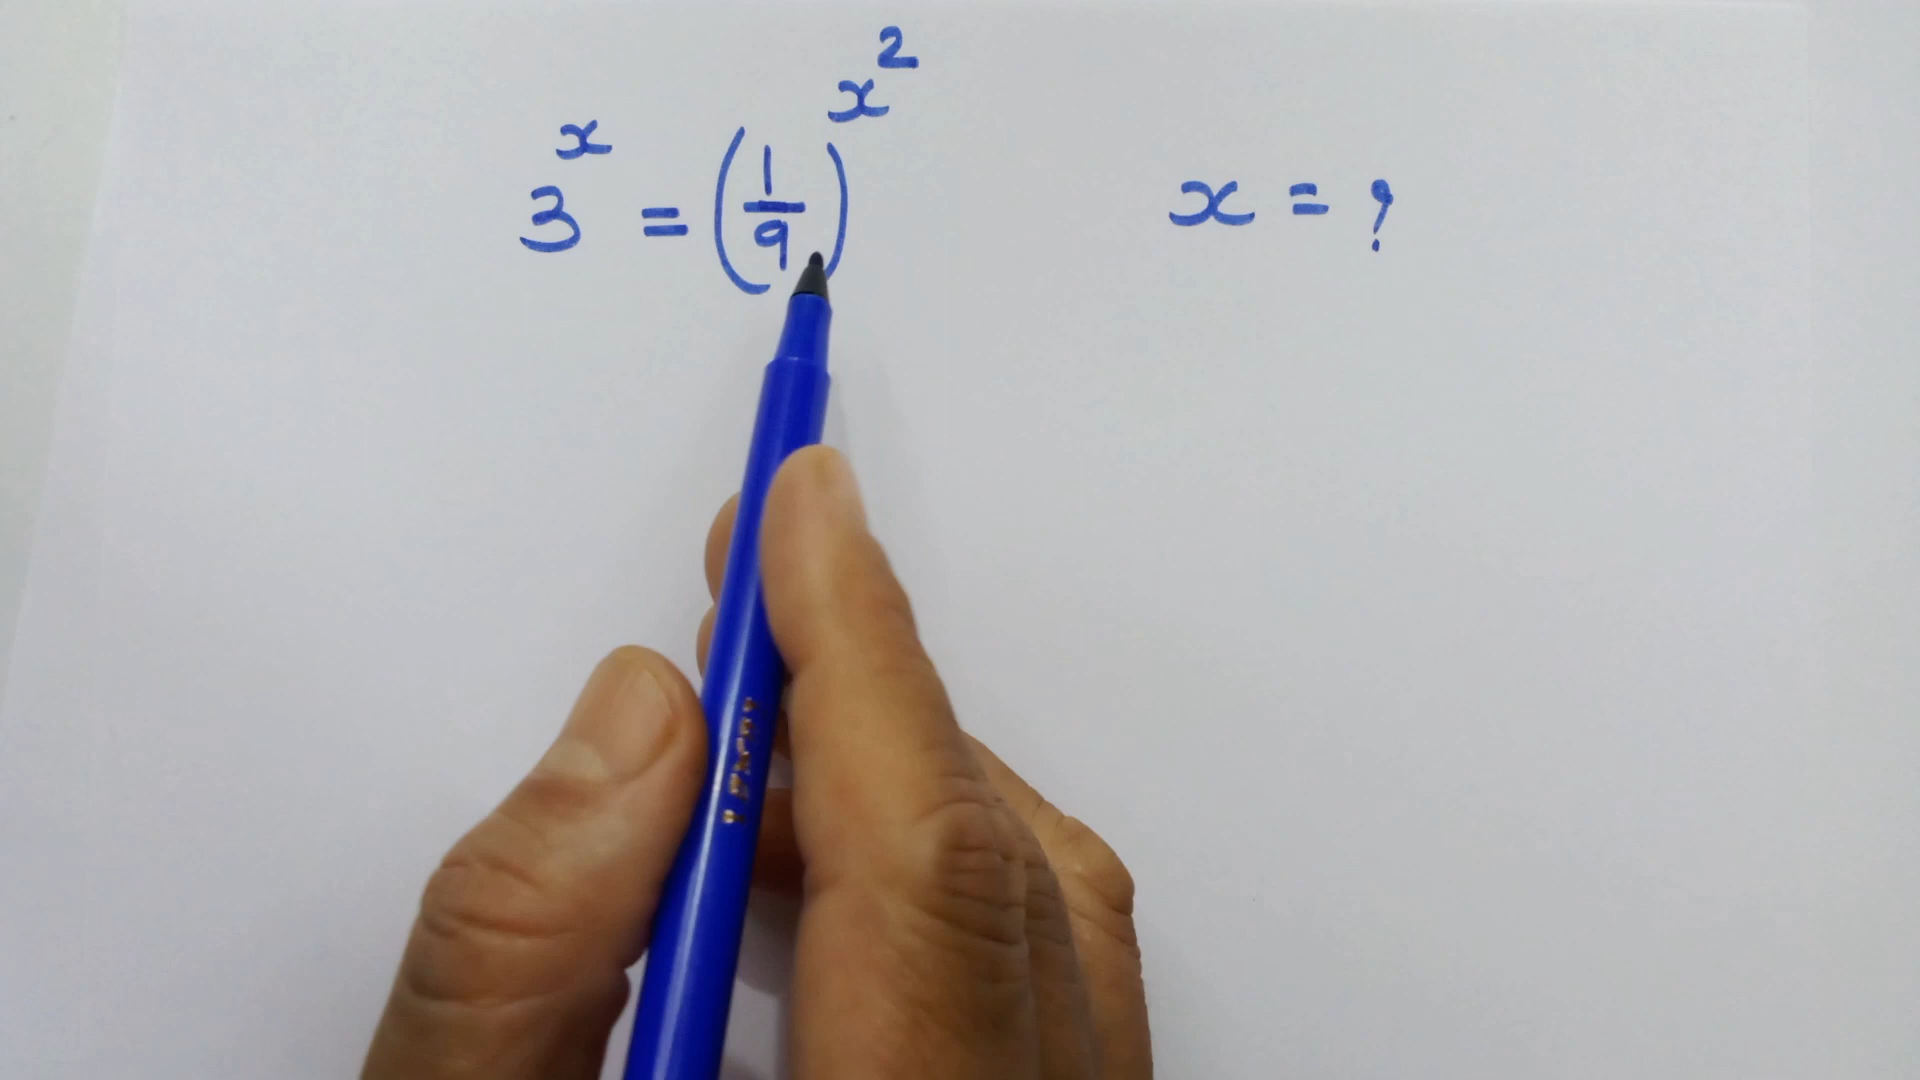 3^x = (1/9)^x^2 x = ?